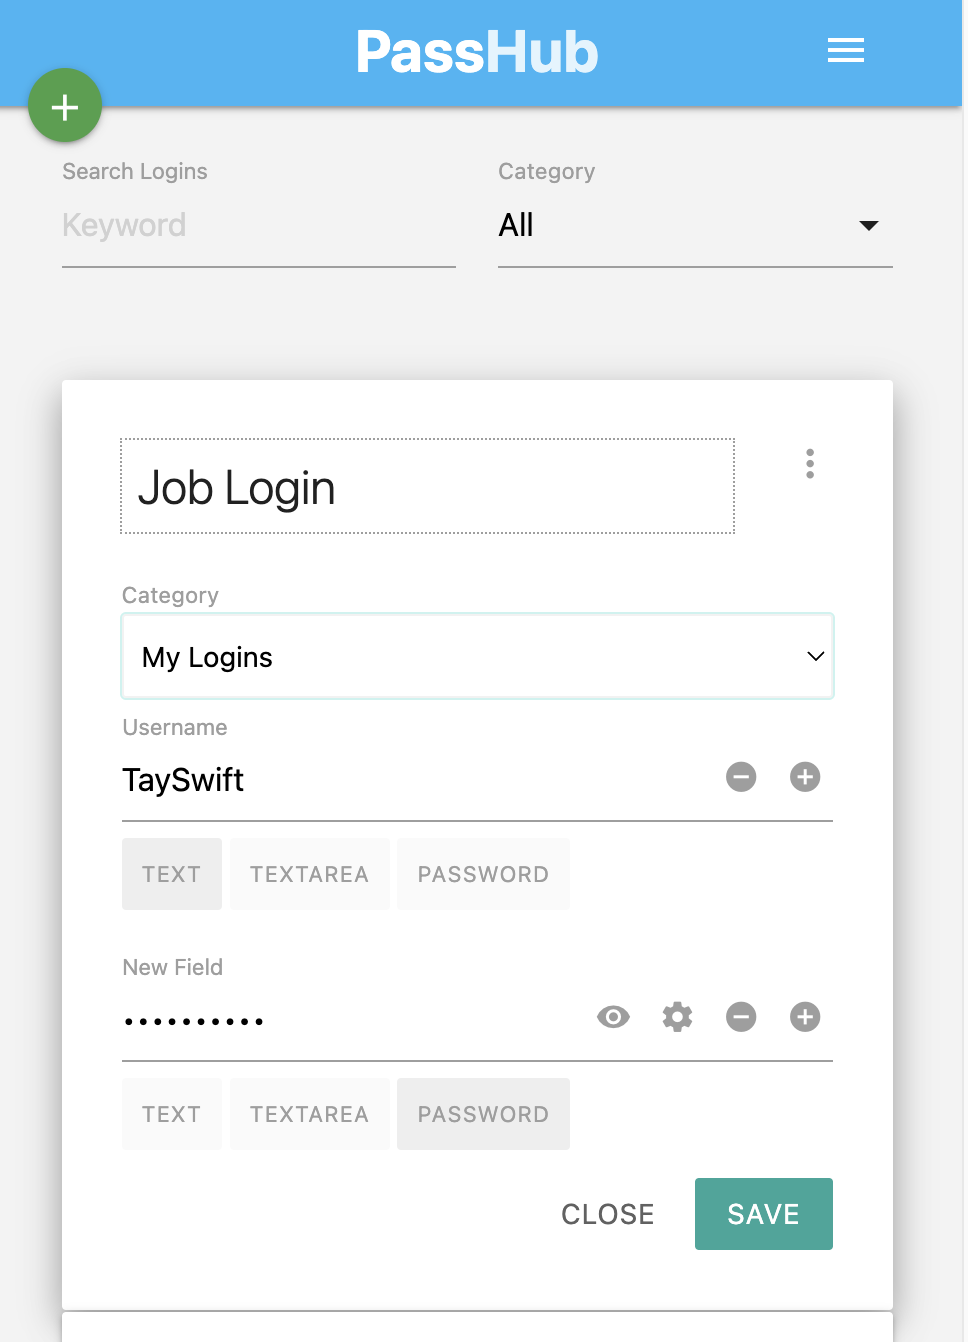 PassHub
Search Logins
Category
Keyword
All
Job Login
Category
My Logins
Username
TaySwift
TEXT TEXTAREA PASSWORD
New Field
••••••••••
TEXT TEXTAREA PASSWORD
CLOSE SAVE